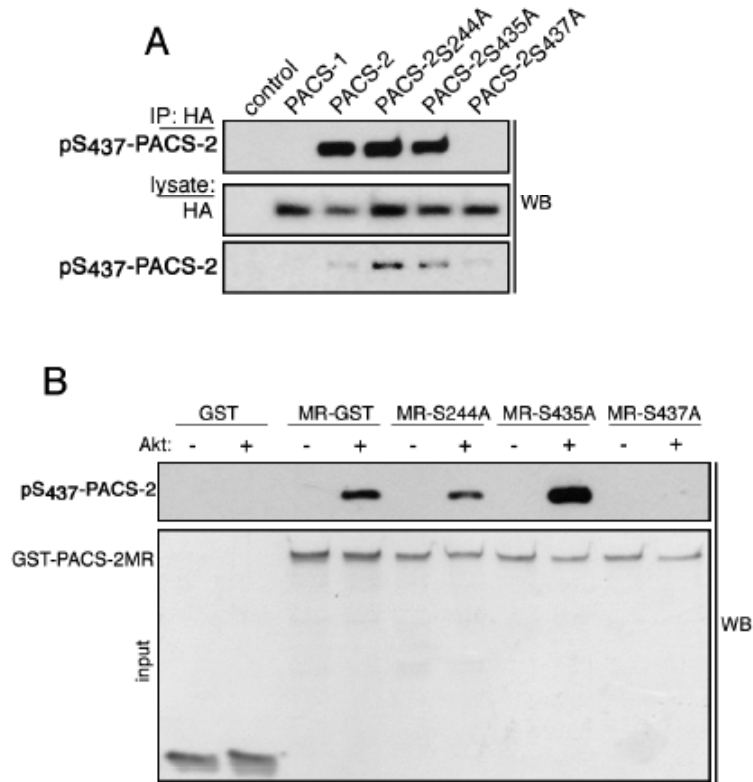 A
control PACS-1 PACS-2 PACS-2S244A PACS-2S435A PACS-2S437A
IP: HA
pS437-PACS-2
lysate:
HA
WB
pS437-PACS-2
B
GST MR-GST MR-S244A MR-S435A MR-S437A
Akt: - + - + - + - + - +
pS437-PACS-2
GST-PACS-2MR
WB
input